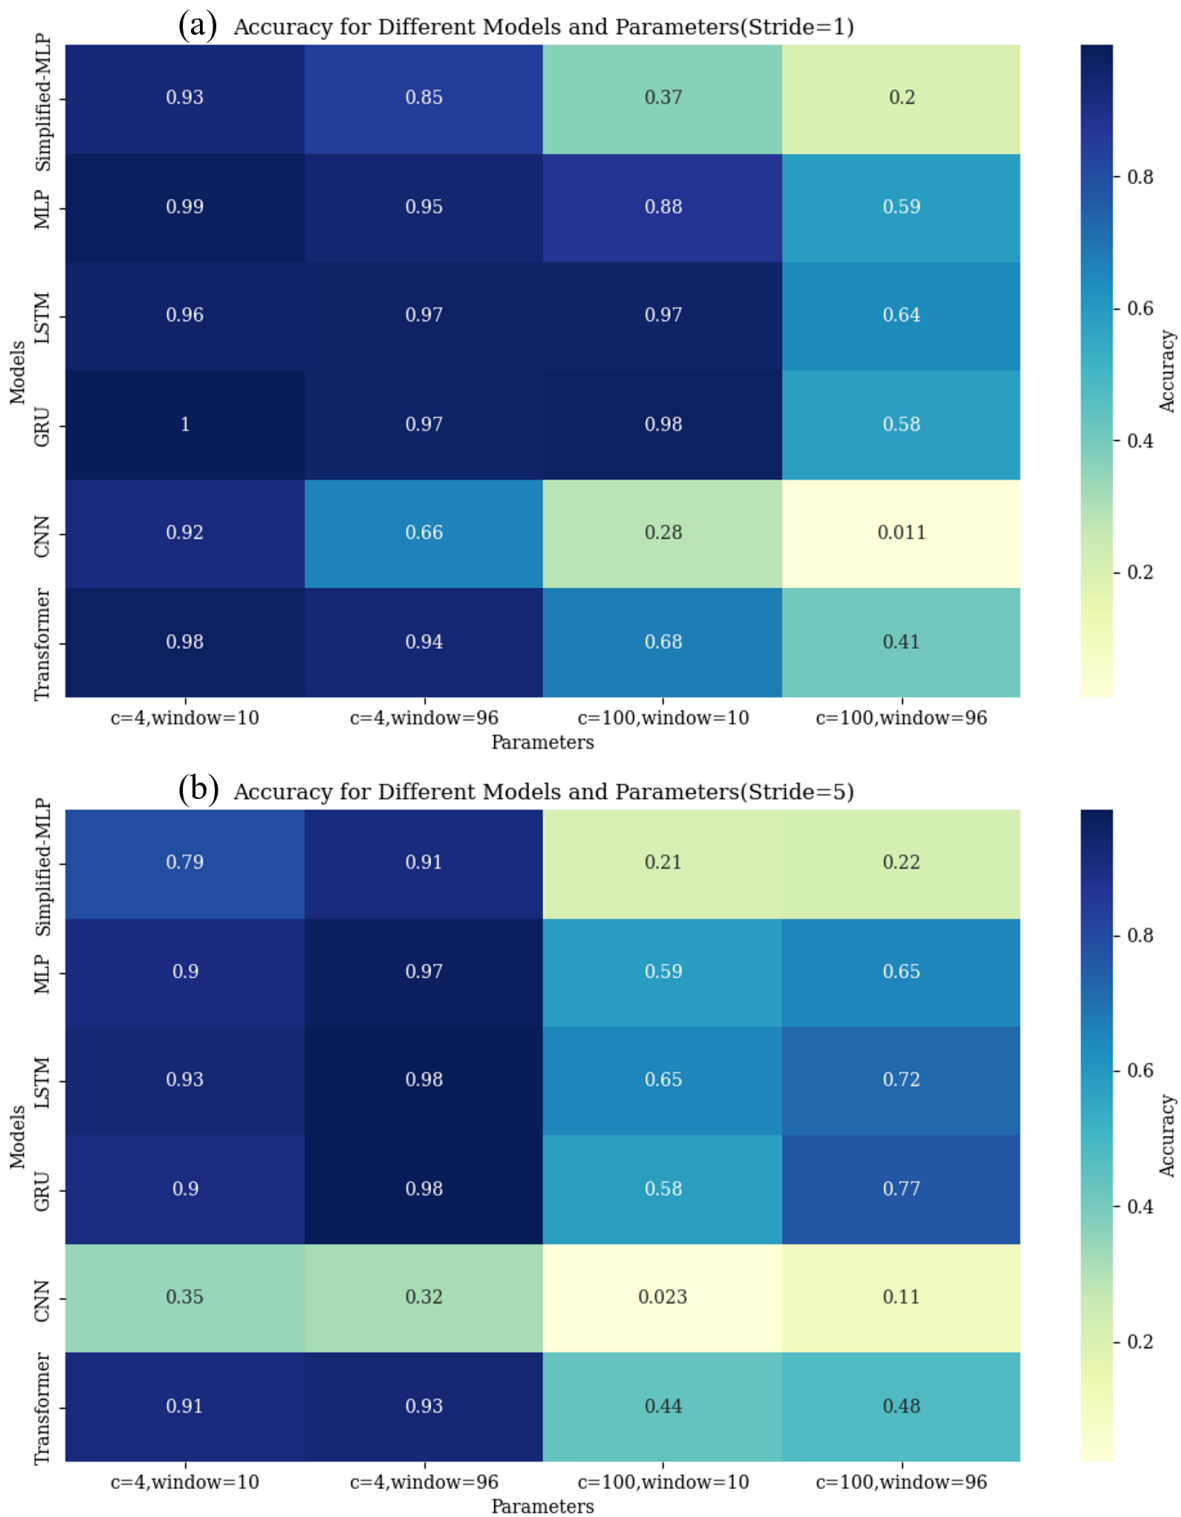 (a) Accuracy for Different Models and Parameters(Stride=1)
Simplified-MLP 0.93 0.85 0.37 0.2
MLP 0.99 0.95 0.88 0.59
LSTM 0.96 0.97 0.97 0.64
GRU 1 0.97 0.98 0.58
CNN 0.92 0.66 0.28 0.011
Transformer 0.98 0.94 0.68 0.41
Models
c=4,window=10 c=4,window=96 c=100,window=10 c=100,window=96
Parameters
0.8
0.6
0.4
0.2
Accuracy
(b) Accuracy for Different Models and Parameters(Stride=5)
Simplified-MLP 0.79 0.91 0.21 0.22
MLP 0.9 0.97 0.59 0.65
LSTM 0.93 0.98 0.65 0.72
GRU 0.9 0.98 0.58 0.77
CNN 0.35 0.32 0.023 0.11
Transformer 0.91 0.93 0.44 0.48
Models
c=4,window=10 c=4,window=96 c=100,window=10 c=100,window=96
Parameters
0.8
0.6
0.4
0.2
Accuracy